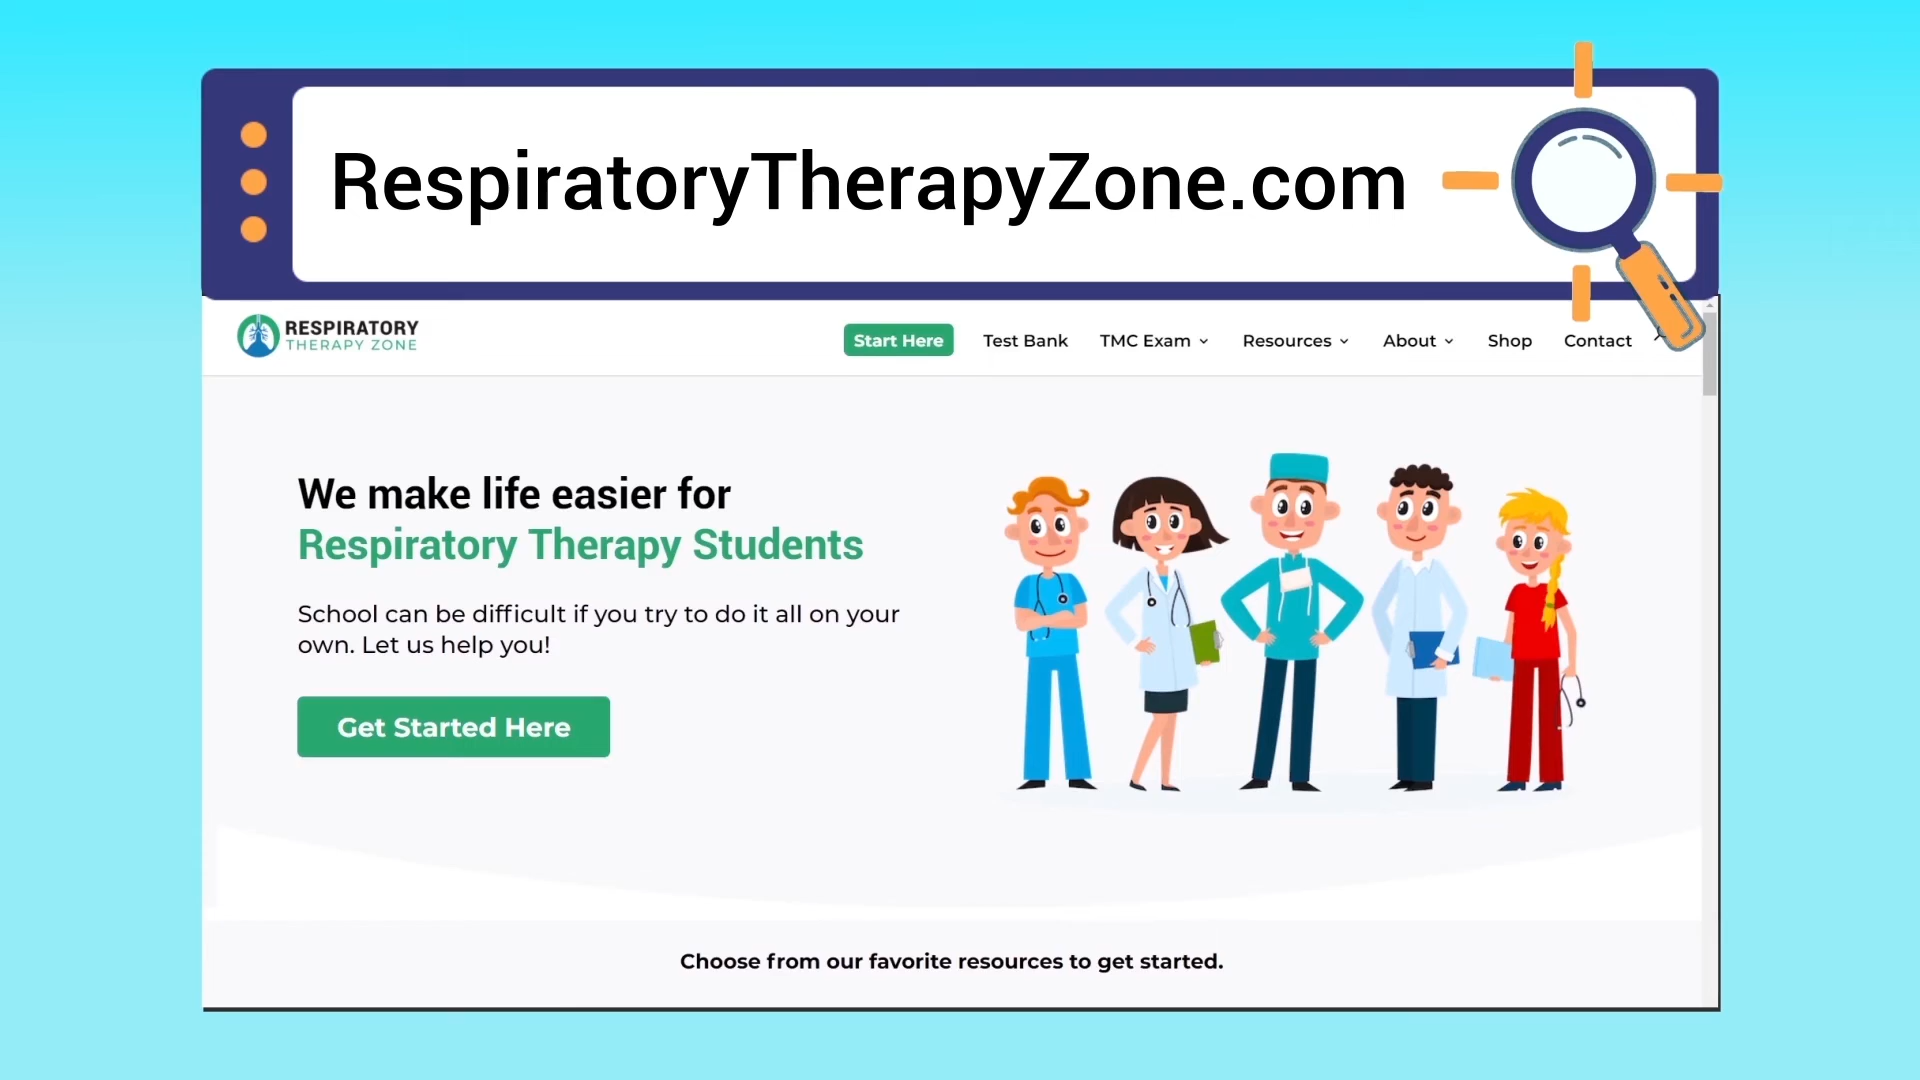 RespiratoryTherapyZone.com
RESPIRATORY
THERAPY ZONE
Start Here
Test Bank
TMC Exam
Resources
About
Shop
Contact
We make life easier for
Respiratory Therapy Students
School can be difficult if you try to do it all on your
own. Let us help you!
Get Started Here
Choose from our favorite resources to get started.